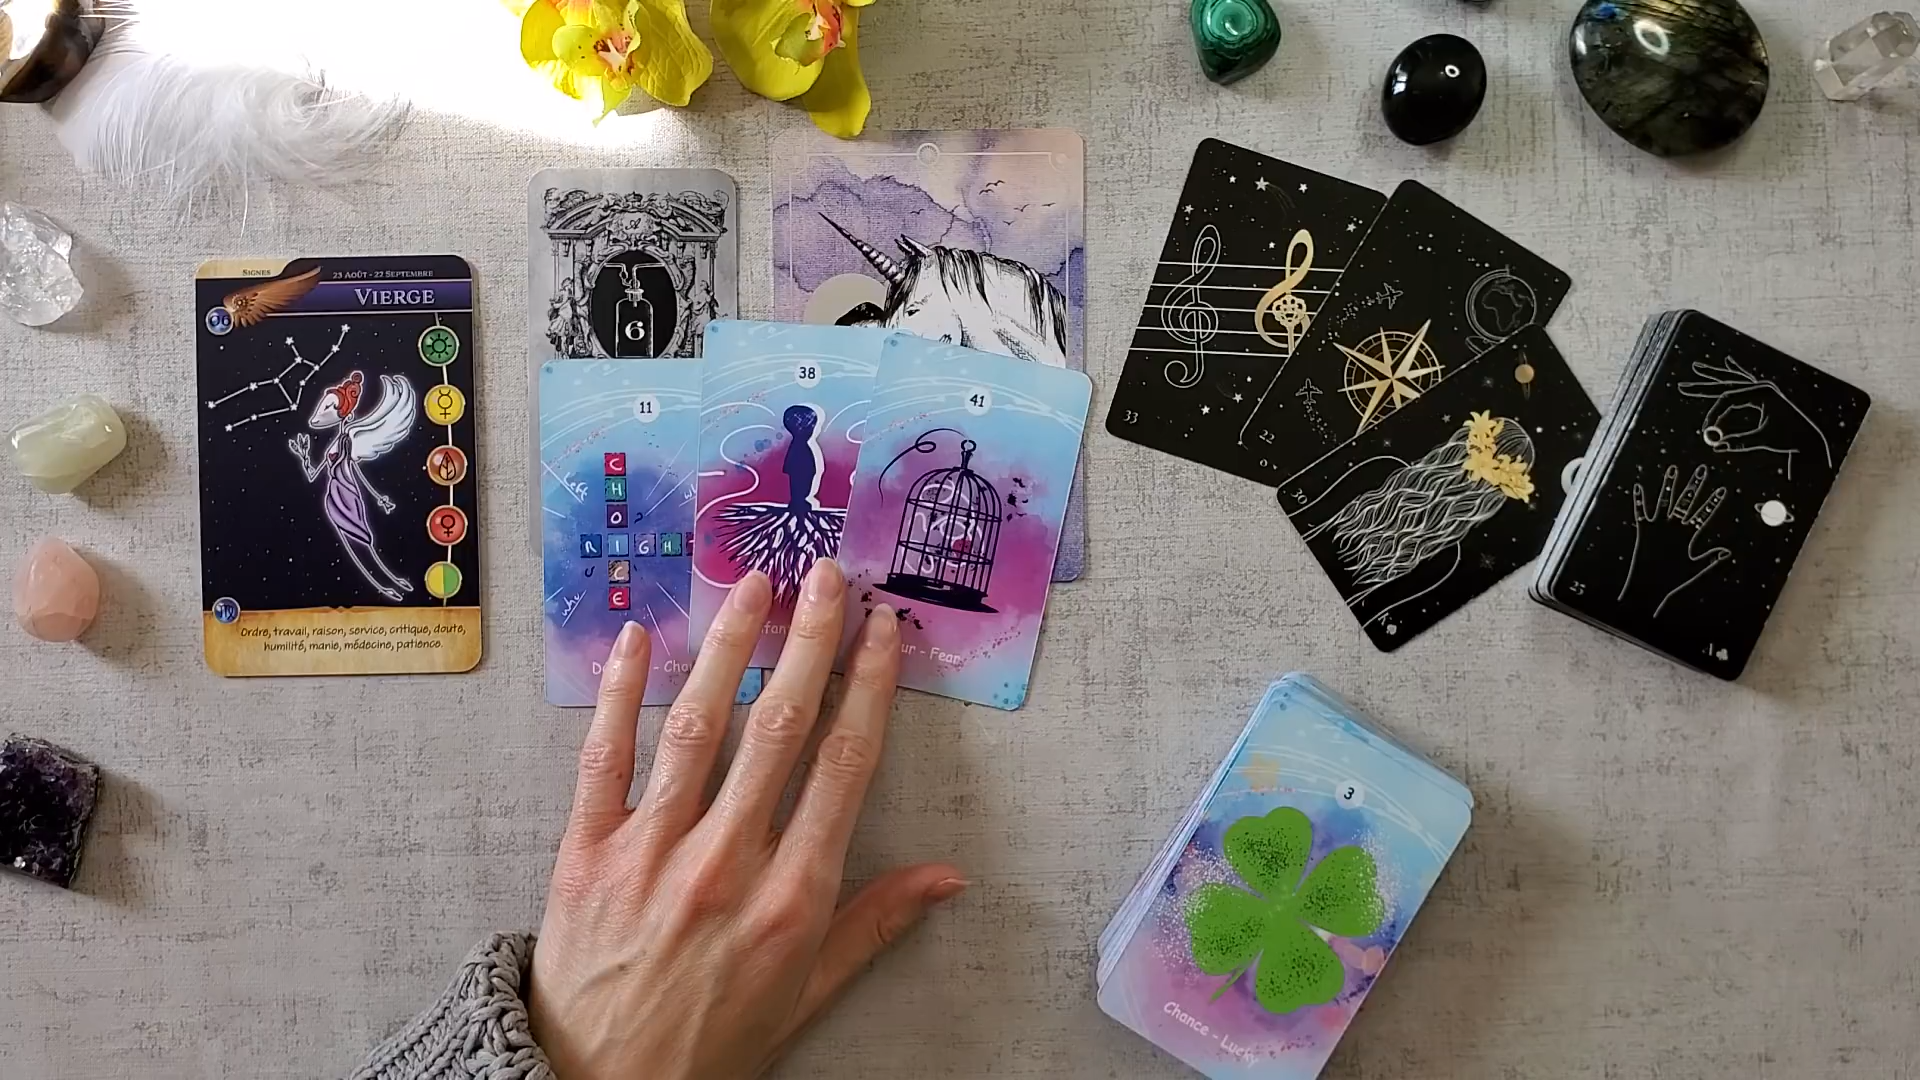 SIGNES
23 AOÛT - 22 SEPTEMBRE
VIERGE
Ordre, travail, raison, service, critique, doute,
humilité, manie, médecine, patience.
A
6
11
Left
C
H
O
RIGH
C
E
38
41
ur - Fear
33
22
30
25
3
Chance - Lucky